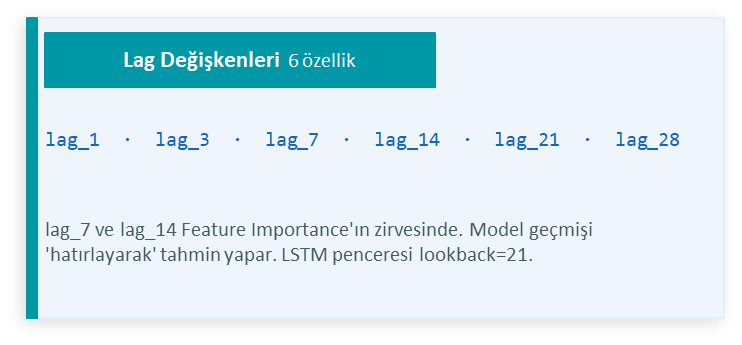 Lag Değişkenleri 6 özellik
lag_1 · lag_3 · lag_7 · lag_14 · lag_21 · lag_28
lag_7 ve lag_14 Feature Importance'ın zirvesinde. Model geçmişi
'hatırlayarak' tahmin yapar. LSTM penceresi lookback=21.